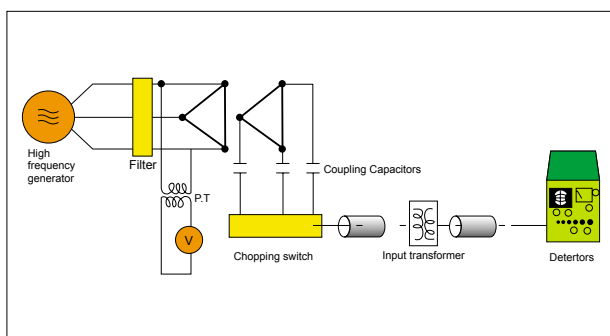 High
frequency
generator
Filter
P.T
V
Coupling Capacitors
Chopping switch
Input transformer
Detertors